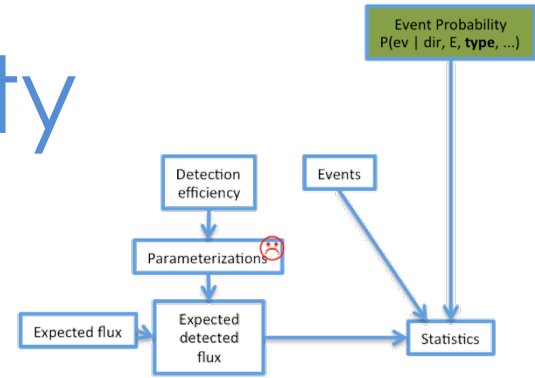 Event Probability
P(ev | dir, E, type, ...)
ty
Detection
efficiency
Events
Parameterizations
Expected flux
Expected
detected
flux
Statistics